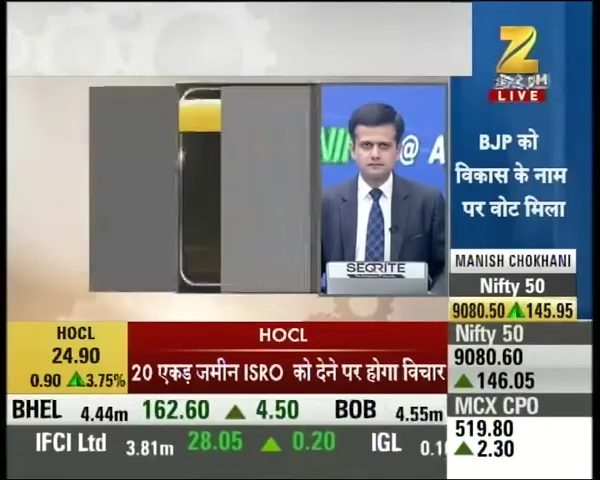 LIVE
NIF @ A
BJP को
विकास के नाम
पर वोट मिला
SEQRITE
MANISH CHOKHANI
Nifty 50
9080.50 145.95
HOCL
24.90
0.90 3.75%
HOCL
20 एकड़ जमीन ISRO को देने पर होगा विचार
Nifty 50
9080.60
146.05
BHEL 4.44m 162.60 4.50 BOB 4.55m
MCX CPO
519.80
2.30
IFCI Ltd 3.81m 28.05 0.20 IGL